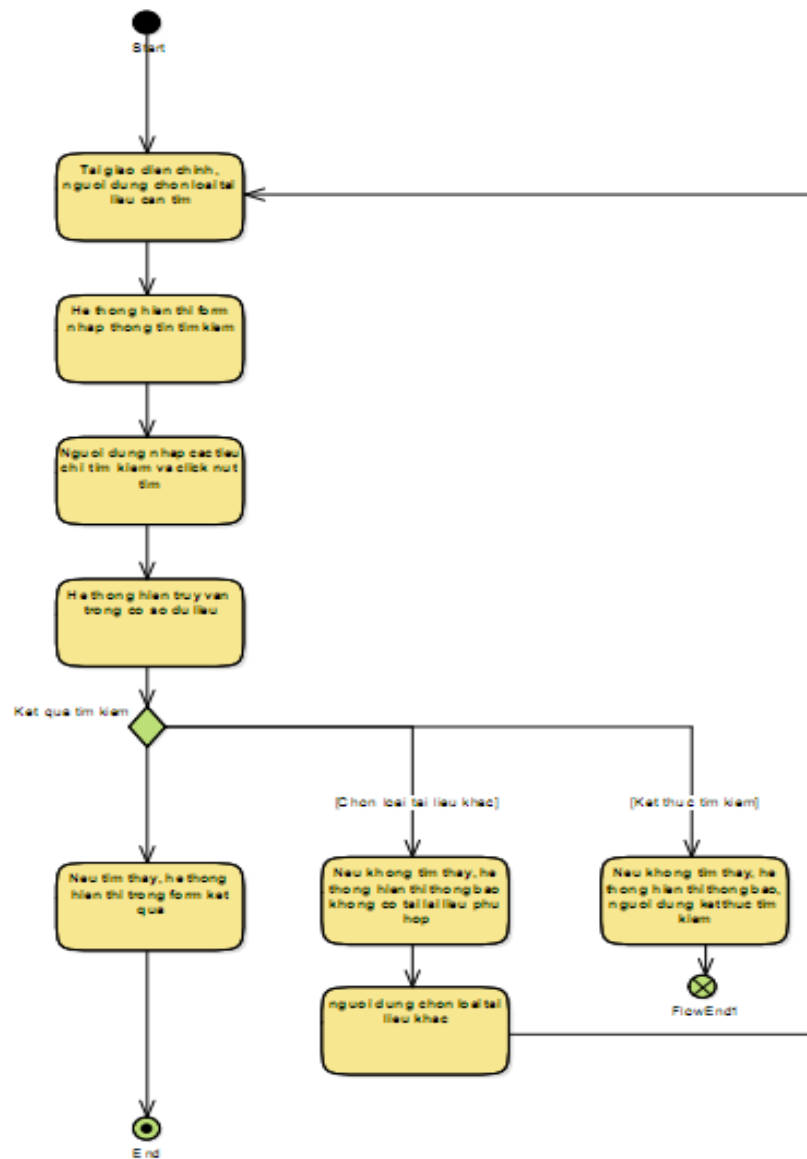 Start
Tai giao dien chinh,
nguoi dung chon loai tai
lieu can tim
He thong hien thi form
nhap thong tin tim kiem
Nguoi dung nhap cac tieu
chi tim kiem va click nut
tim
He thong hien truy van
trong co so du lieu
Ket qua tim kiem
[Chon loai tai lieu khac]
[Ket thuc tim kiem]
Neu tim thay, he thong
hien thi trong form ket
qua
Neu khong tim thay, he
thong hien thi thong bao
khong co tai lai lieu phu
hop
Neu khong tim thay, he
thong hien thi thong bao,
nguoi dung ket thuc tim
kiem
nguoi dung chon loai tai
lieu khac
FlowEnd1
End